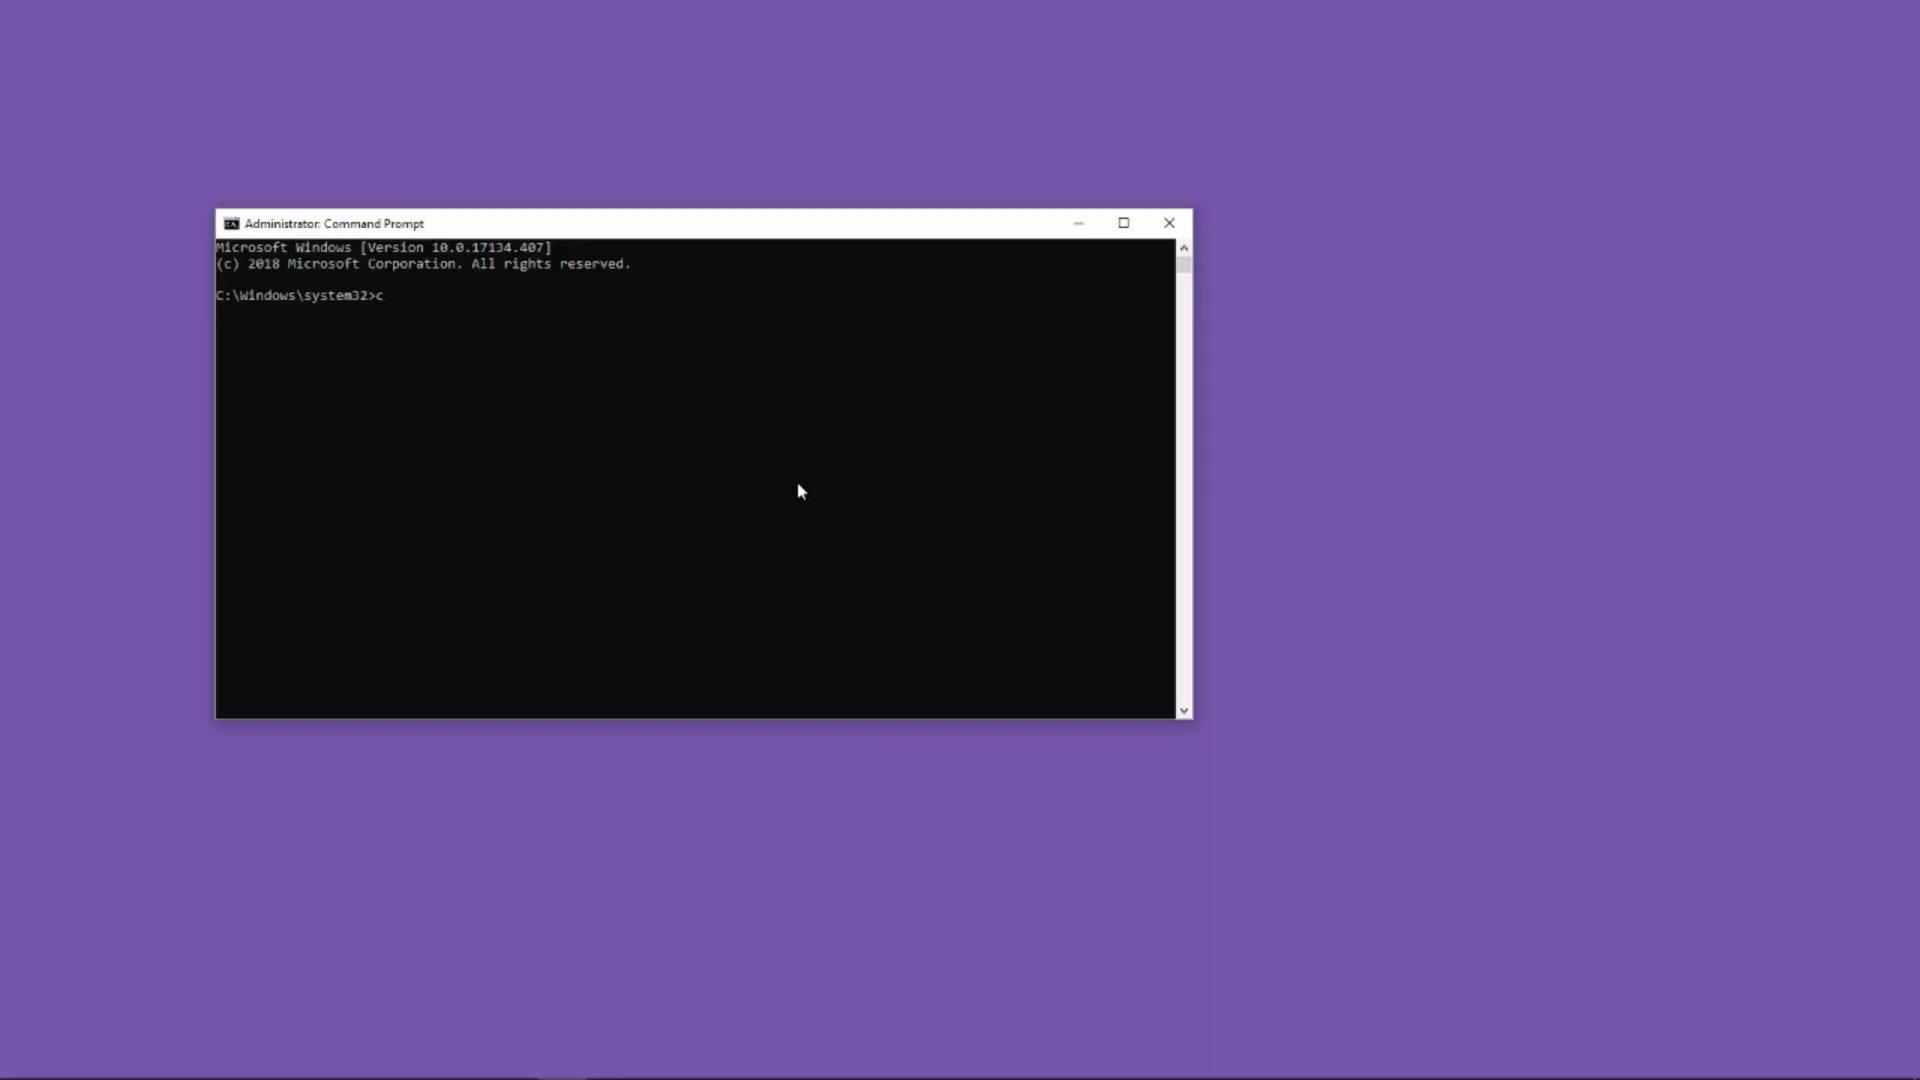 Administrator: Command Prompt
Microsoft Windows [Version 10.0.17134.407]
(c) 2018 Microsoft Corporation. All rights reserved.
C:\Windows\system32>c